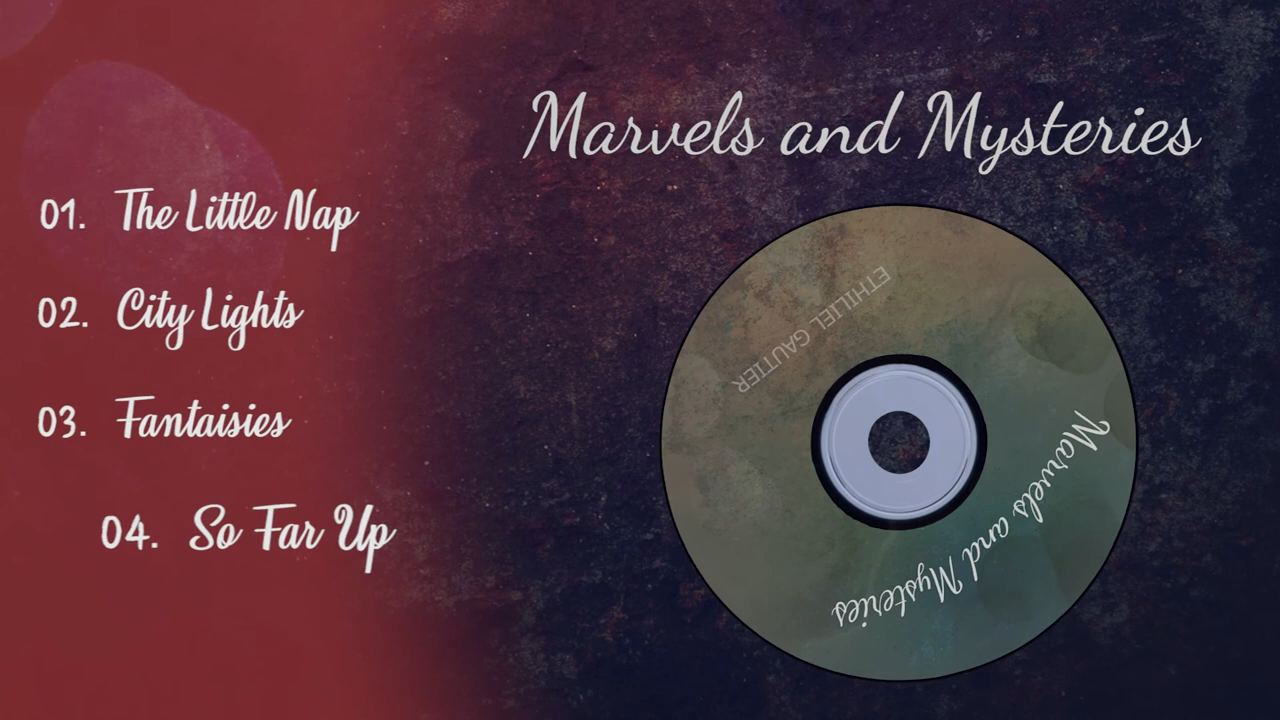 Marvels and Mysteries
01. The Little Nap
02. City Lights
03. Fantaisies
04. So Far Up
ETHILIEL GAUTIER
Marvels and Mysteries